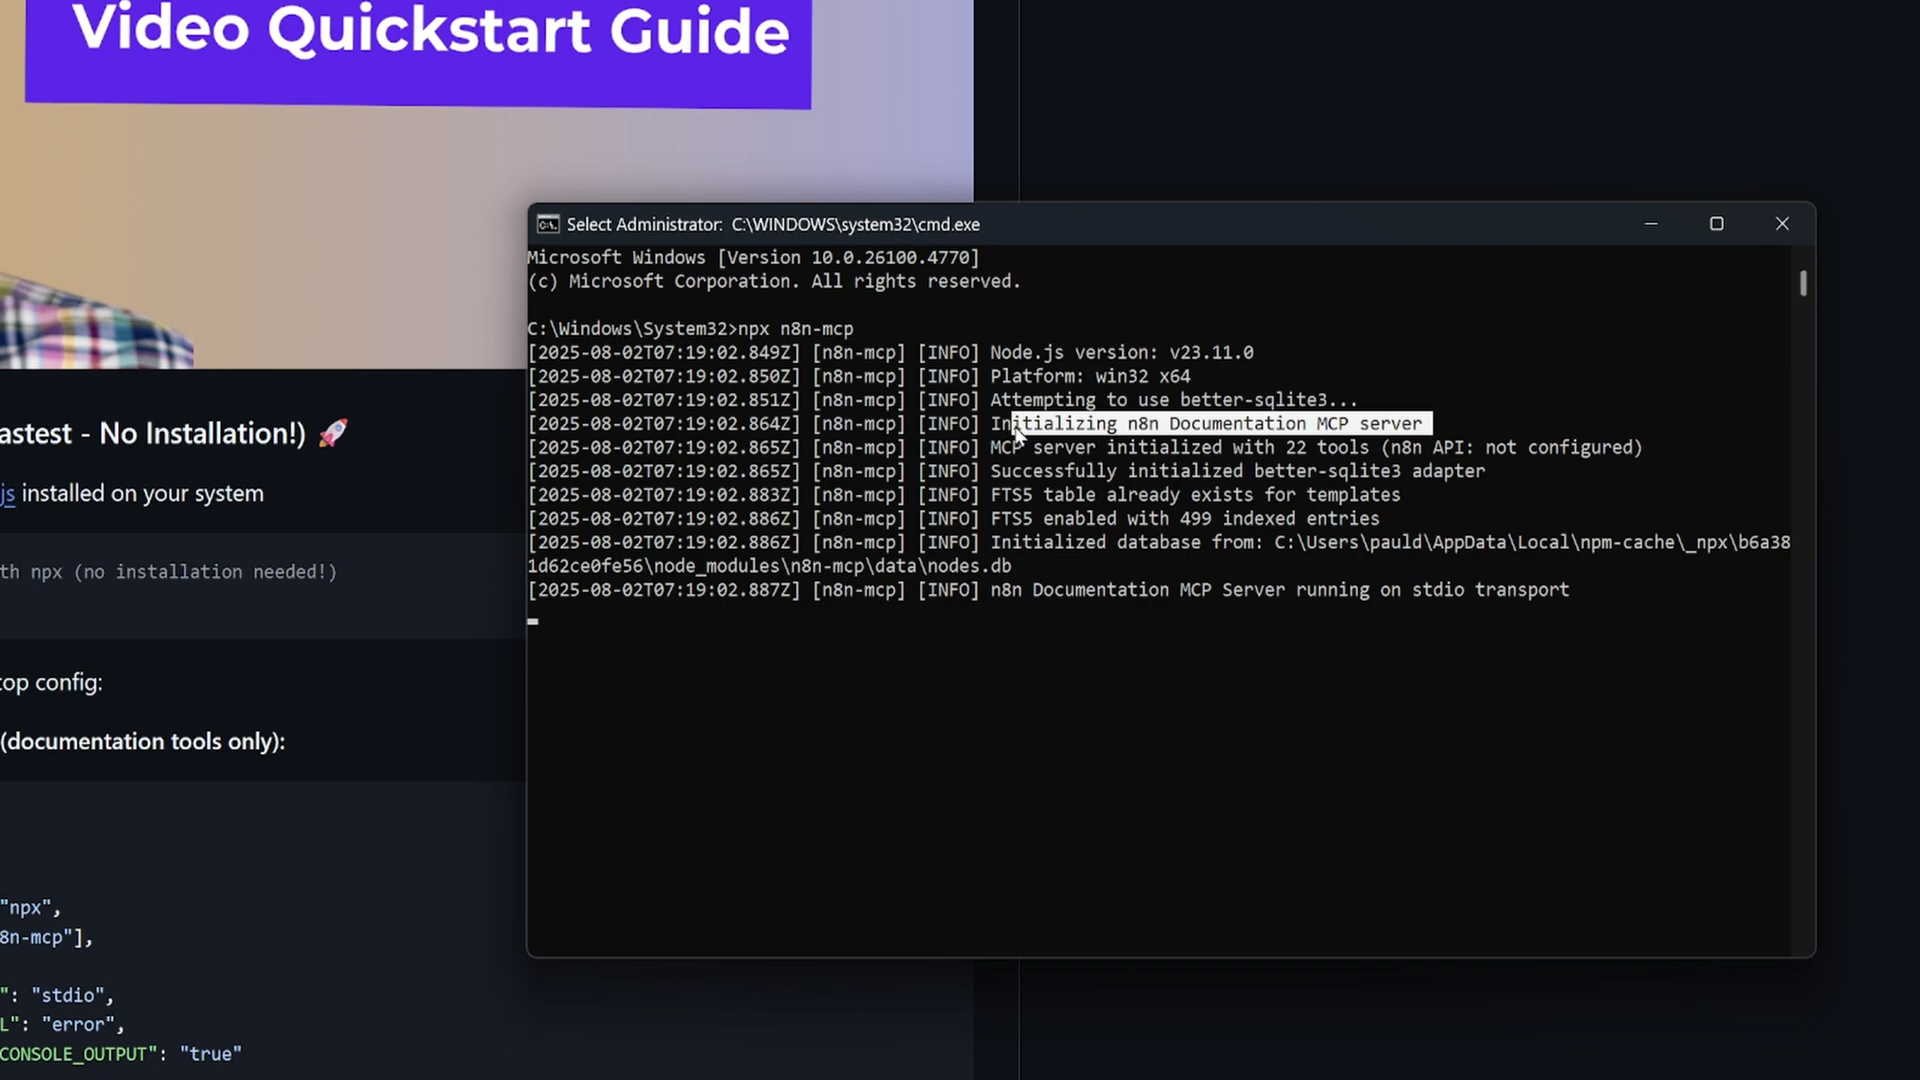 Video Quickstart Guide
astest - No Installation!) 🚀
js installed on your system
th npx (no installation needed!)
top config:
(documentation tools only):
"npx",
8n-mcp"],
": "stdio",
L": "error",
CONSOLE_OUTPUT": "true"
Select Administrator: C:\WINDOWS\system32\cmd.exe
Microsoft Windows [Version 10.0.26100.4770]
(c) Microsoft Corporation. All rights reserved.
C:\Windows\System32>npx n8n-mcp
[2025-08-02T07:19:02.849Z] [n8n-mcp] [INFO] Node.js version: v23.11.0
[2025-08-02T07:19:02.850Z] [n8n-mcp] [INFO] Platform: win32 x64
[2025-08-02T07:19:02.851Z] [n8n-mcp] [INFO] Attempting to use better-sqlite3...
[2025-08-02T07:19:02.864Z] [n8n-mcp] [INFO] Initializing n8n Documentation MCP server
[2025-08-02T07:19:02.865Z] [n8n-mcp] [INFO] MCP server initialized with 22 tools (n8n API: not configured)
[2025-08-02T07:19:02.865Z] [n8n-mcp] [INFO] Successfully initialized better-sqlite3 adapter
[2025-08-02T07:19:02.883Z] [n8n-mcp] [INFO] FTS5 table already exists for templates
[2025-08-02T07:19:02.886Z] [n8n-mcp] [INFO] FTS5 enabled with 499 indexed entries
[2025-08-02T07:19:02.886Z] [n8n-mcp] [INFO] Initialized database from: C:\Users\pauld\AppData\Local\npm-cache\_npx\b6a38
1d62ce0fe56\node_modules\n8n-mcp\data\nodes.db
[2025-08-02T07:19:02.887Z] [n8n-mcp] [INFO] n8n Documentation MCP Server running on stdio transport